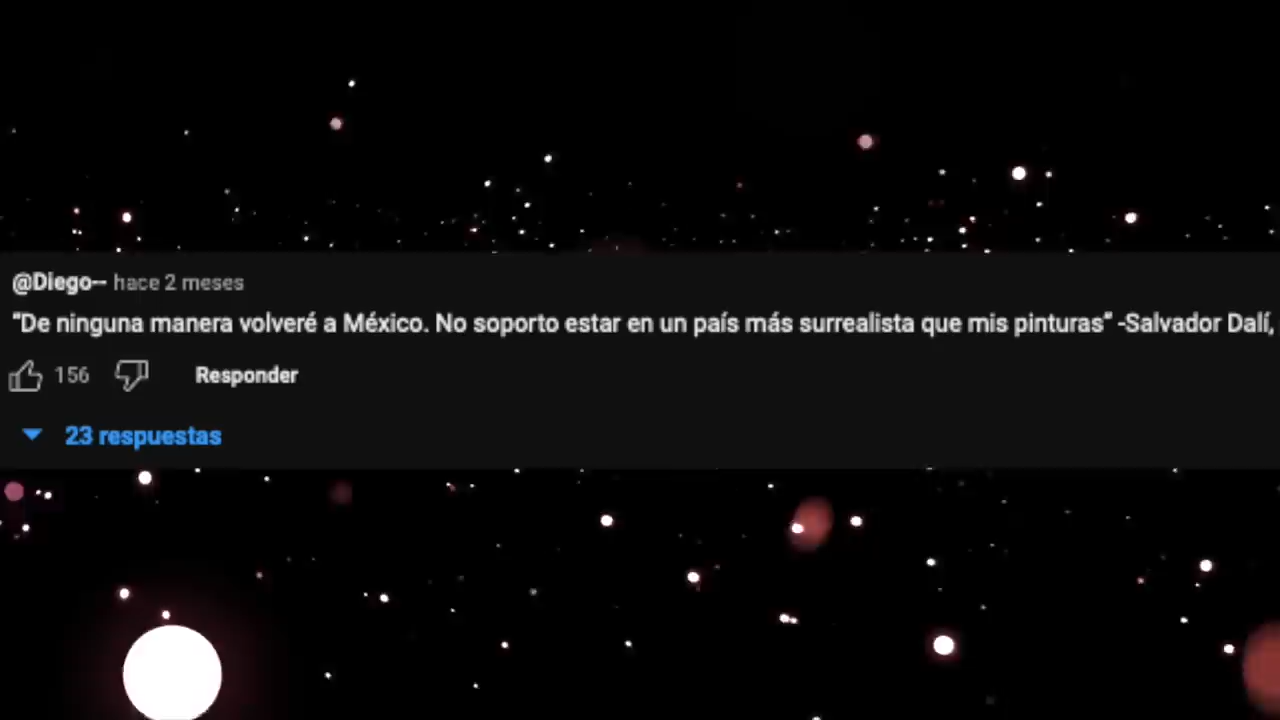 @Diego-- hace 2 meses
"De ninguna manera volveré a México. No soporto estar en un país más surrealista que mis pinturas" -Salvador Dalí,
156 Responder
23 respuestas